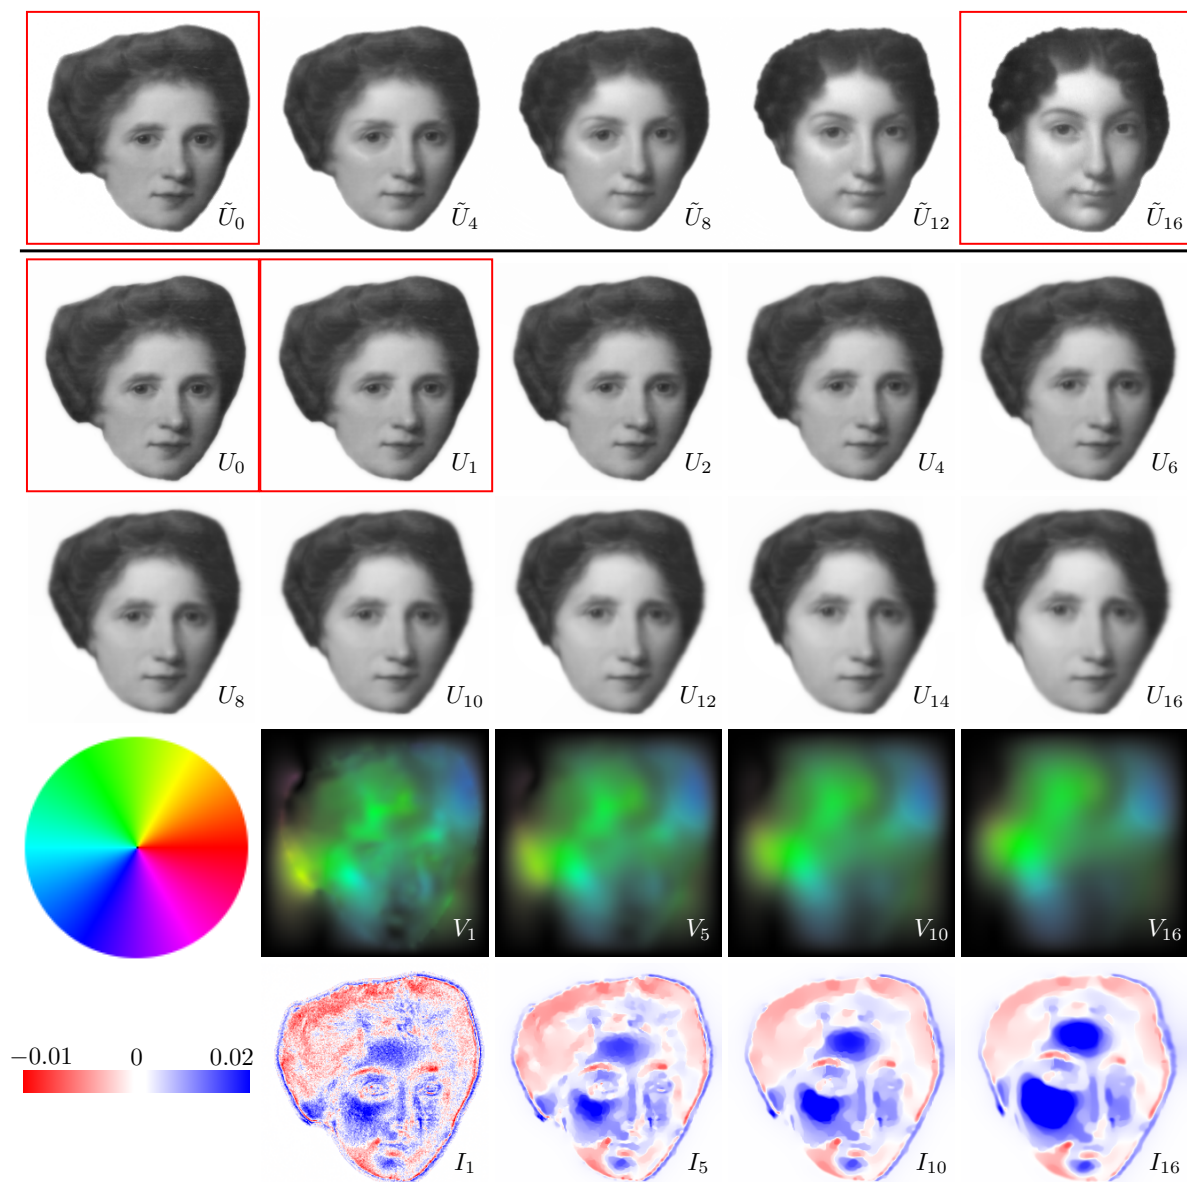 Ũ₀ Ũ₄ Ũ₈ Ũ₁₂ Ũ₁₆
U₀ U₁ U₂ U₄ U₆
U₈ U₁₀ U₁₂ U₁₄ U₁₆
V₁ V₅ V₁₀ V₁₆
−0.01 0 0.02
I₁ I₅ I₁₀ I₁₆